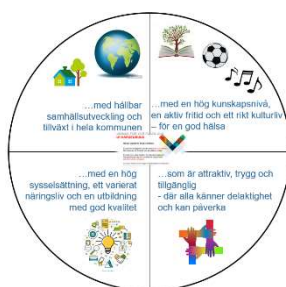 ...med hållbar
samhällsutveckling och
tillväxt i hela kommunen
...med en hög kunskapsnivå,
en aktiv fritid och ett rikt kulturliv
– för en god hälsa
...med en hög
sysselsättning, ett varierat
näringsliv och en utbildning
med god kvalitet
...som är attraktiv, trygg och
tillgänglig
- där alla känner delaktighet
och kan påverka